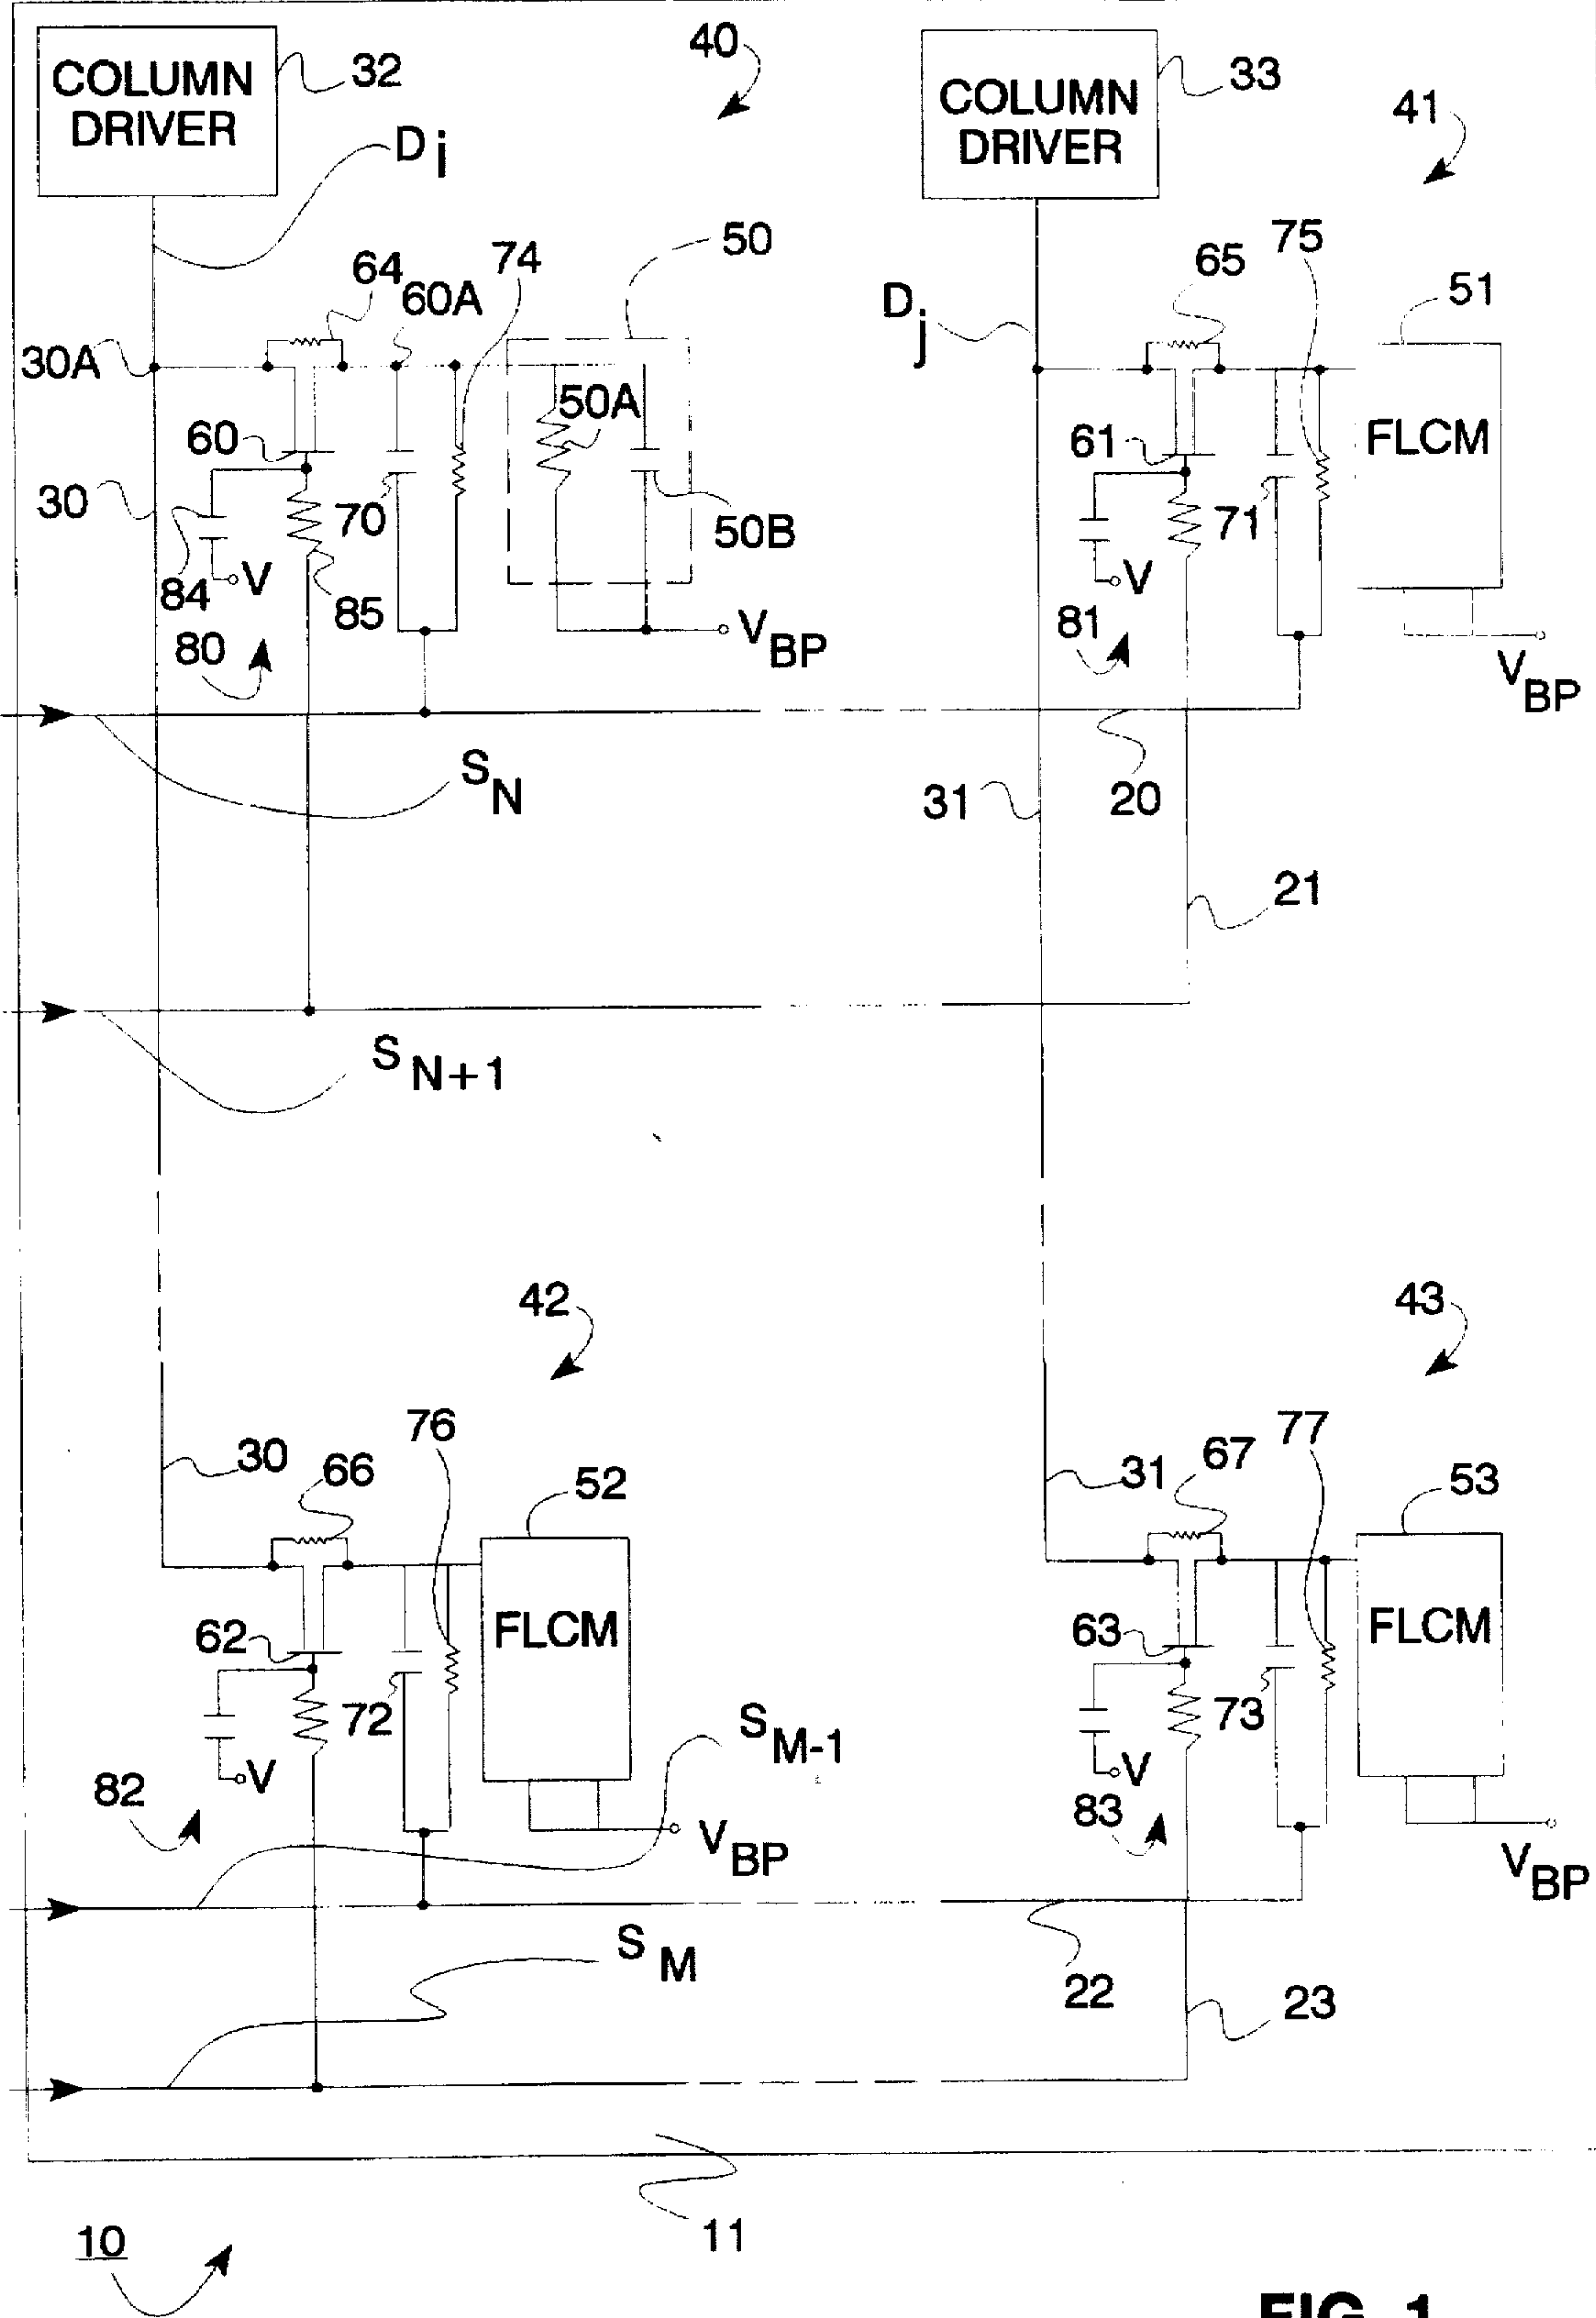 COLUMN
DRIVER
32
40
COLUMN
DRIVER
33
41
Di
50
74
64
60A
30A
50A
60
30
70
50B
84
V
85
80
VBP
Dj
75
65
51
FLCM
61
71
V
81
VBP
SN
31
20
21
SN+1
42
43
30
66
76
52
31
67
77
53
FLCM
FLCM
62
72
63
73
SM-1
V
V
82
83
VBP
VBP
SM
22
23
11
10
FIG. 1